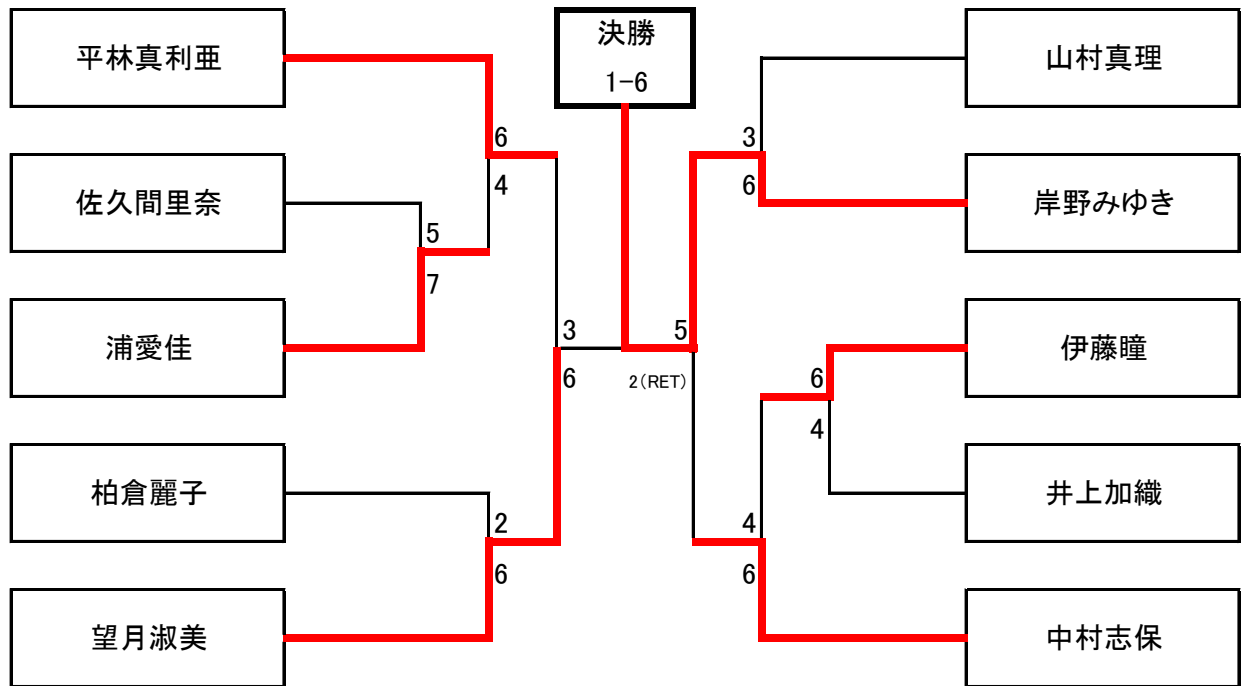 平林真利亜
佐久間里奈
浦愛佳
柏倉麗子
望月淑美
6
4
5
7
3
6
2
6
決勝
1-6
3
6
5
2(RET)
6
4
4
6
山村真理
岸野みゆき
伊藤瞳
井上加織
中村志保